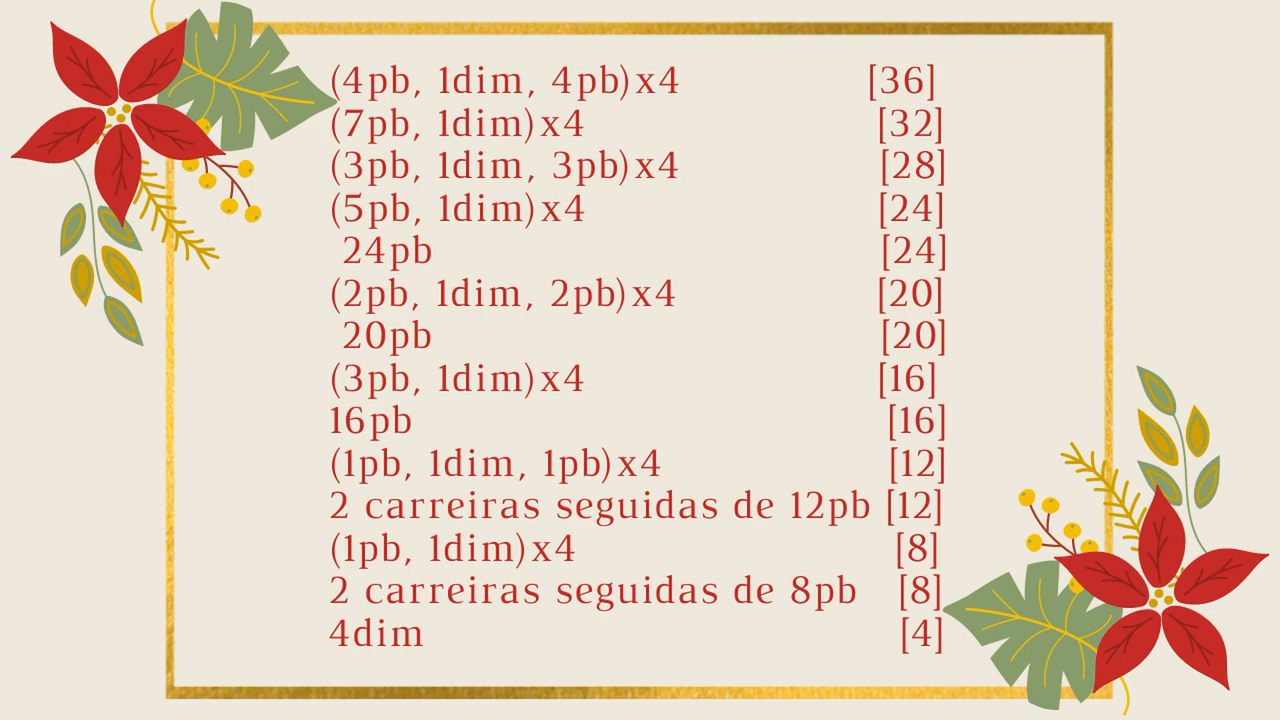 (4pb, 1dim, 4pb)x4 [36]
(7pb, 1dim)x4 [32]
(3pb, 1dim, 3pb)x4 [28]
(5pb, 1dim)x4 [24]
24pb [24]
(2pb, 1dim, 2pb)x4 [20]
20pb [20]
(3pb, 1dim)x4 [16]
16pb [16]
(1pb, 1dim, 1pb)x4 [12]
2 carreiras seguidas de 12pb [12]
(1pb, 1dim)x4 [8]
2 carreiras seguidas de 8pb [8]
4dim [4]